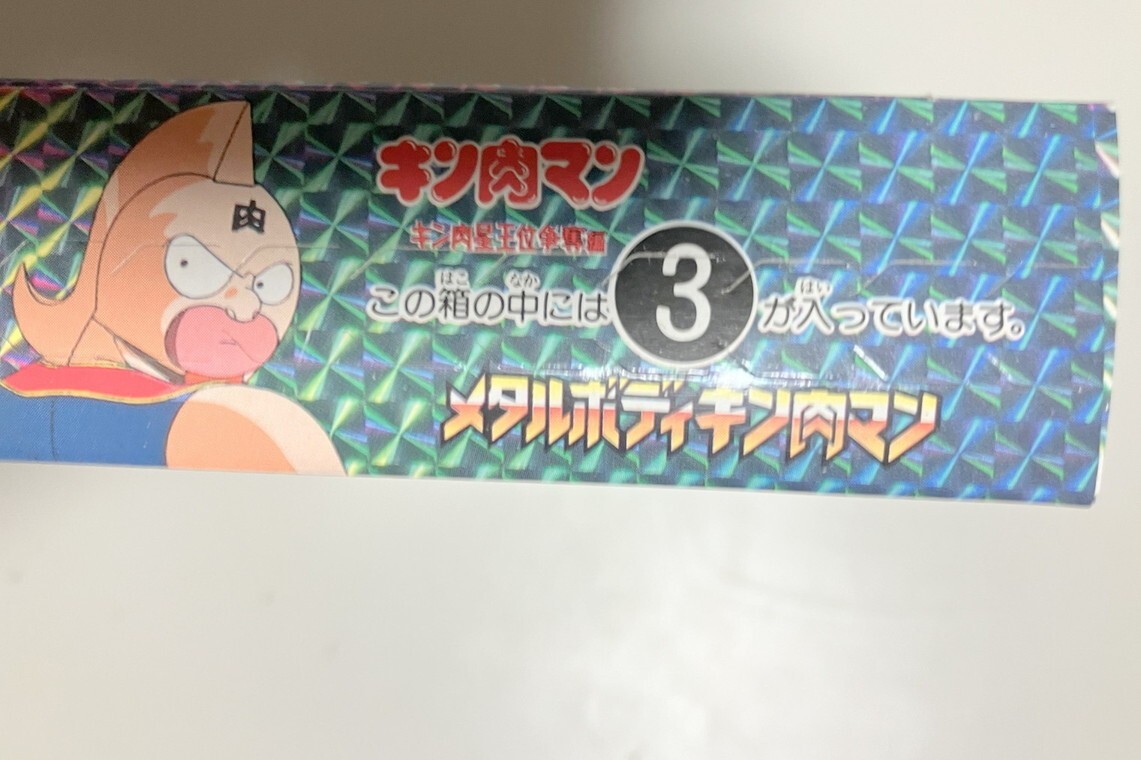 肉
キン肉マン
キン肉星王位争奪編
この箱の中には3が入っています。
メタルボディキン肉マン